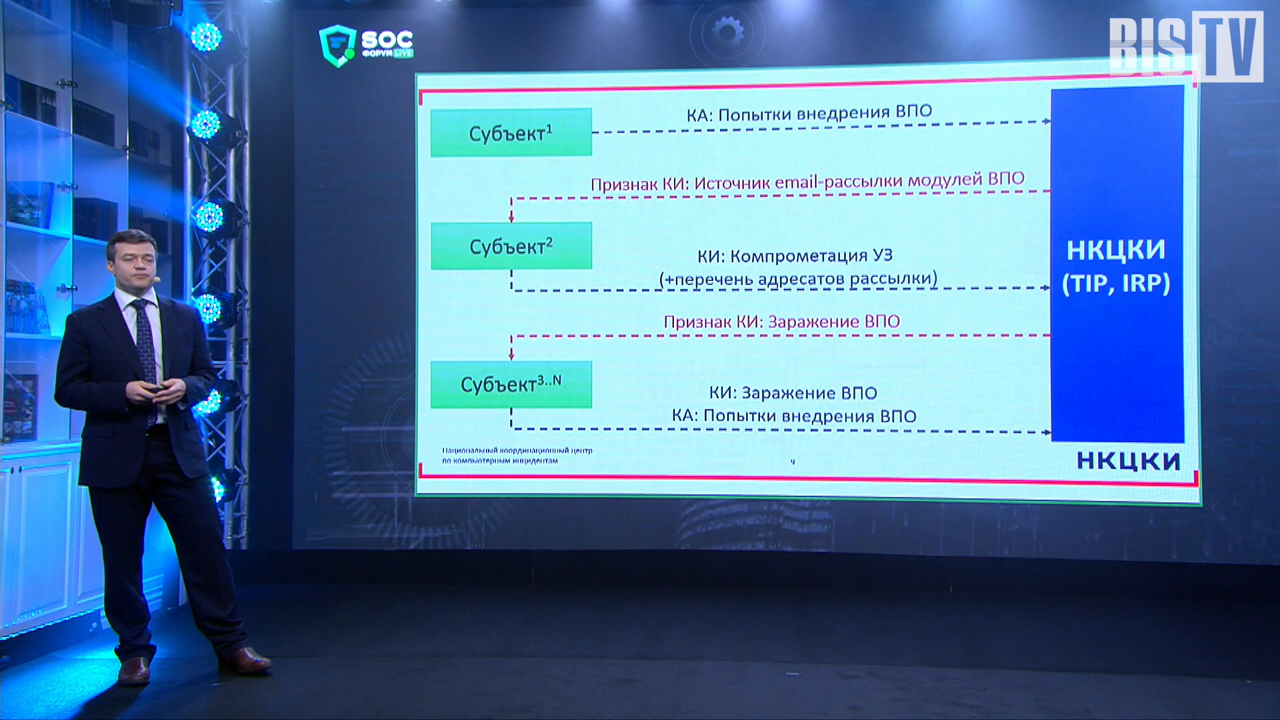 BIS TV
SOC
ФОРУМ LIVE
Субъект1
КА: Попытки внедрения ВПО
Признак КИ: Источник email-рассылки модулей ВПО
Субъект2
КИ: Компрометация УЗ
(+перечень адресатов рассылки)
НКЦКИ
(TIP, IRP)
Признак КИ: Заражение ВПО
Субъект3..N
КИ: Заражение ВПО
КА: Попытки внедрения ВПО
Национальный координационный центр
по компьютерным инцидентам
НКЦКИ